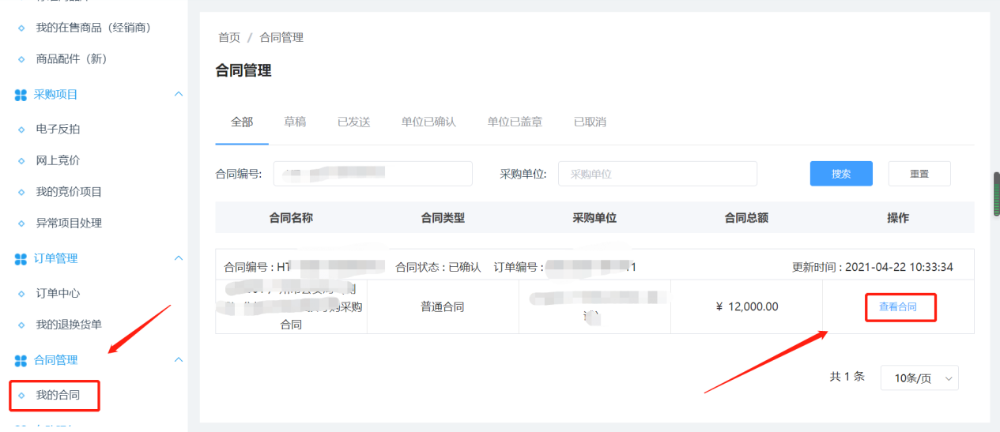 我的在售商品（经销商）
商品配件（新）
采购项目
电子反拍
网上竞价
我的竞价项目
异常项目处理
订单管理
订单中心
我的退换货单
合同管理
我的合同
首页 / 合同管理
合同管理
全部 草稿 已发送 单位已确认 单位已盖章 已取消
合同编号: 采购单位: 采购单位 搜索 重置
合同名称 合同类型 采购单位 合同总额 操作
合同编号 : HT 合同状态 : 已确认 订单编号 : 1 更新时间 : 2021-04-22 10:33:34
购采购
合同
普通合同
¥ 12,000.00
查看合同
共 1 条 10条/页